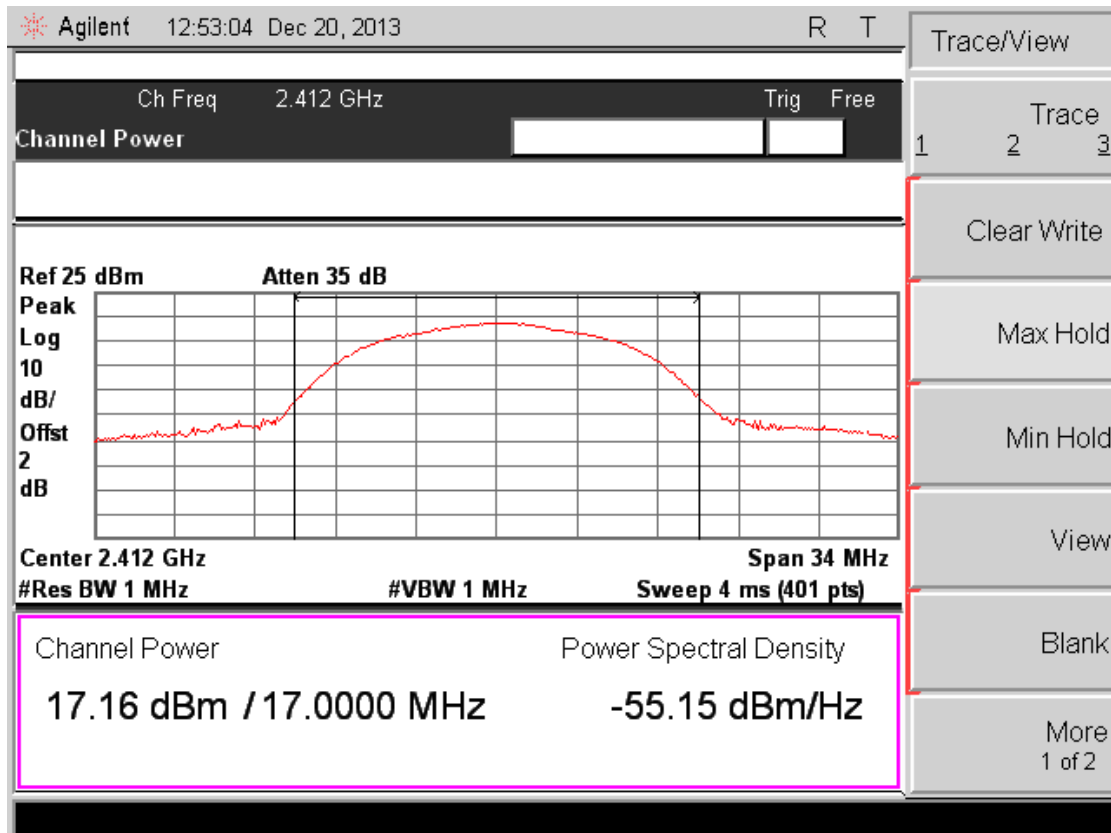 Agilent 12:53:04 Dec 20, 2013 R T
Trace/View
Ch Freq 2.412 GHz Trig Free
Channel Power
Trace
1 2 3
Clear Write
Max Hold
Min Hold
View
Blank
More
1 of 2
Ref 25 dBm Atten 35 dB
Peak
Log
10
dB/
Offst
2
dB
Center 2.412 GHz Span 34 MHz
#Res BW 1 MHz #VBW 1 MHz Sweep 4 ms (401 pts)
Channel Power Power Spectral Density
17.16 dBm / 17.0000 MHz -55.15 dBm/Hz